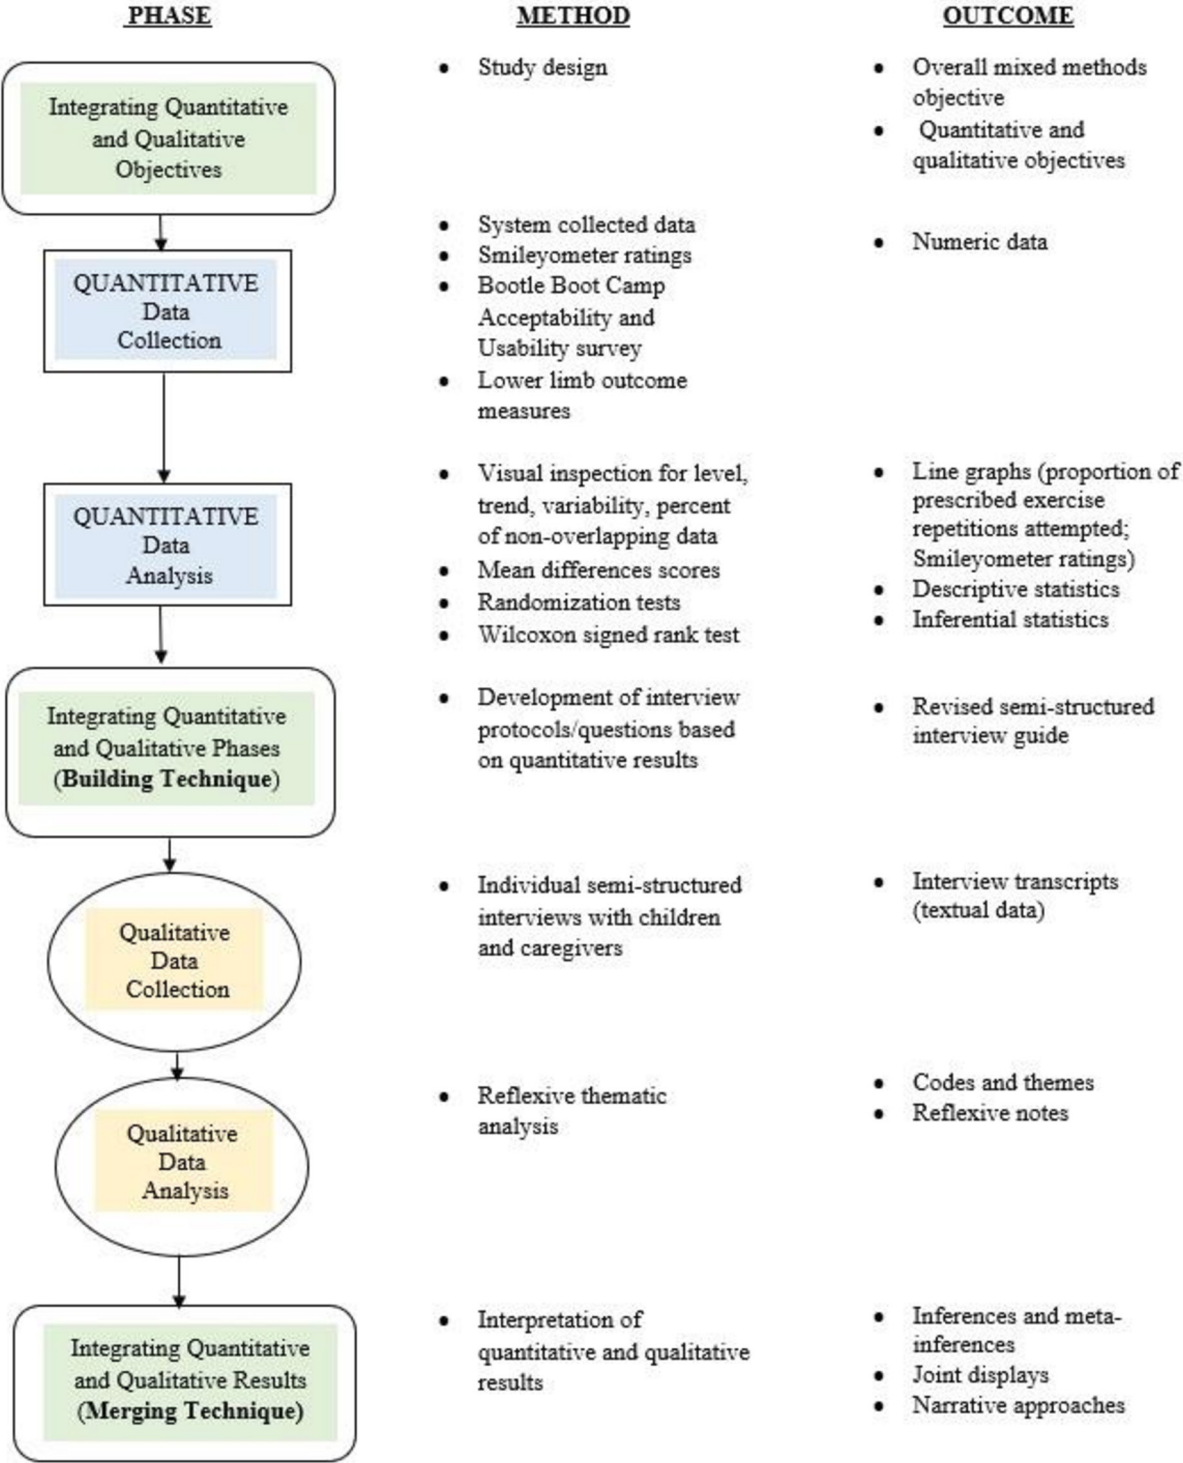 PHASE
METHOD
OUTCOME
Integrating Quantitative
and Qualitative
Objectives
• Study design
• Overall mixed methods
objective
• Quantitative and
qualitative objectives
QUANTITATIVE
Data
Collection
• System collected data
• Smileyometer ratings
• Bootle Boot Camp
Acceptability and
Usability survey
• Lower limb outcome
measures
• Numeric data
QUANTITATIVE
Data
Analysis
• Visual inspection for level,
trend, variability, percent
of non-overlapping data
• Mean differences scores
• Randomization tests
• Wilcoxon signed rank test
• Line graphs (proportion of
prescribed exercise
repetitions attempted;
Smileyometer ratings)
• Descriptive statistics
• Inferential statistics
Integrating Quantitative
and Qualitative Phases
(Building Technique)
• Development of interview
protocols/questions based
on quantitative results
• Revised semi-structured
interview guide
Qualitative
Data
Collection
• Individual semi-structured
interviews with children
and caregivers
• Interview transcripts
(textual data)
Qualitative
Data
Analysis
• Reflexive thematic
analysis
• Codes and themes
• Reflexive notes
Integrating Quantitative
and Qualitative Results
(Merging Technique)
• Interpretation of
quantitative and qualitative
results
• Inferences and meta-
inferences
• Joint displays
• Narrative approaches